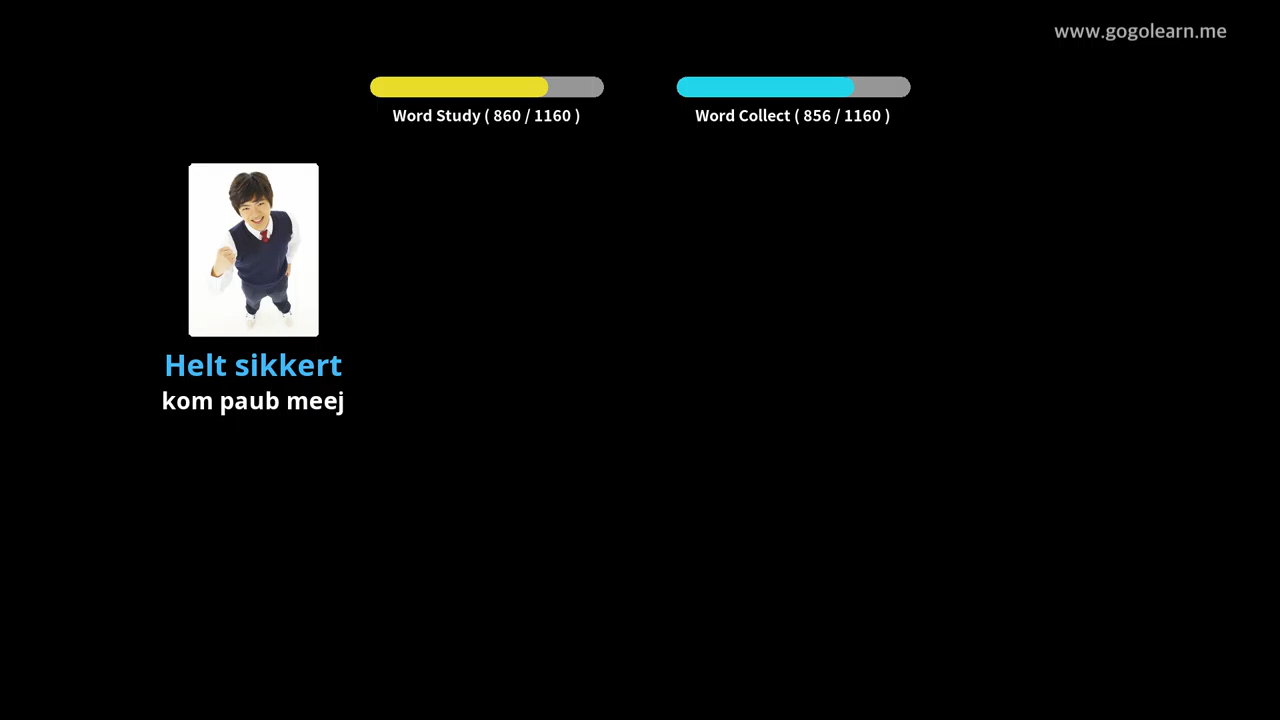 www.gogolearn.me
Word Study ( 860 / 1160 )
Word Collect ( 856 / 1160 )
Helt sikkert
kom paub meej